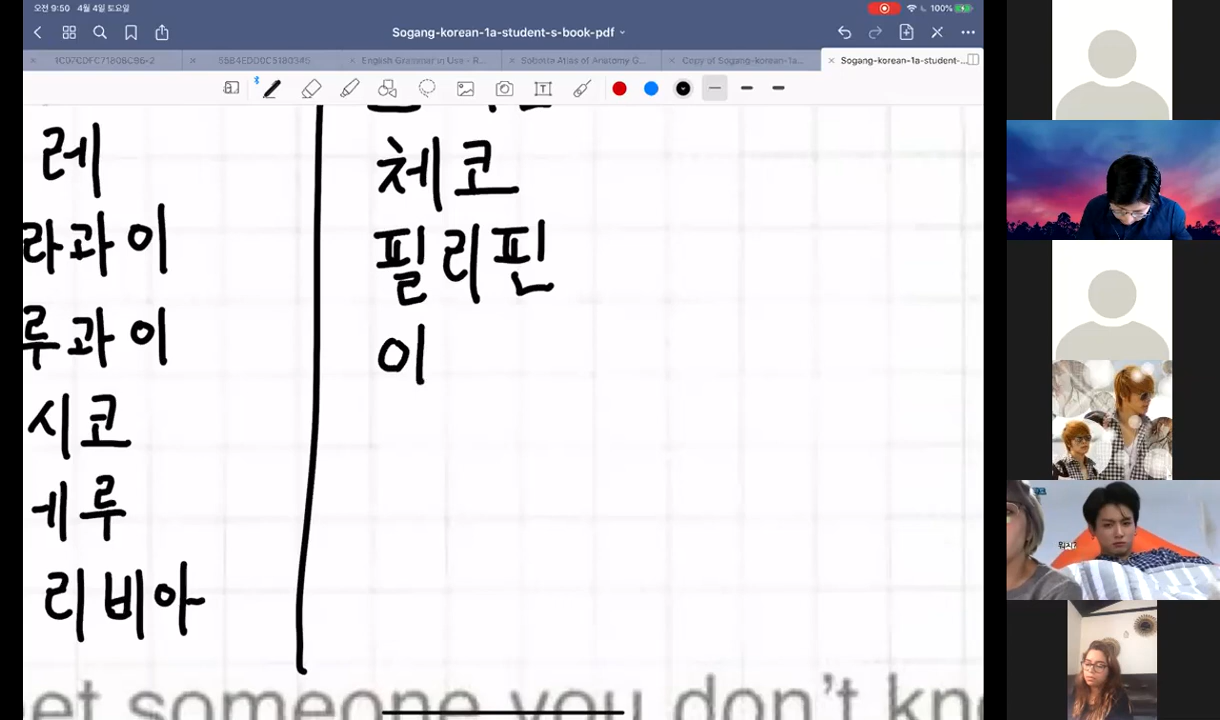 오전 9:50 4월 4일 토요일
100%
Sogang-korean-1a-student-s-book-pdf
1C97CDFC71808C96-2
55B4ED00C5180345
English Grammar in Use - R...
Sobotta Atlas of Anatomy G...
Copy of Sogang-korean-1a...
Sogang-korean-1a-student-...
레
라과이
루과이
시코
리비아
체코
필리핀
이
et someone you don't kn